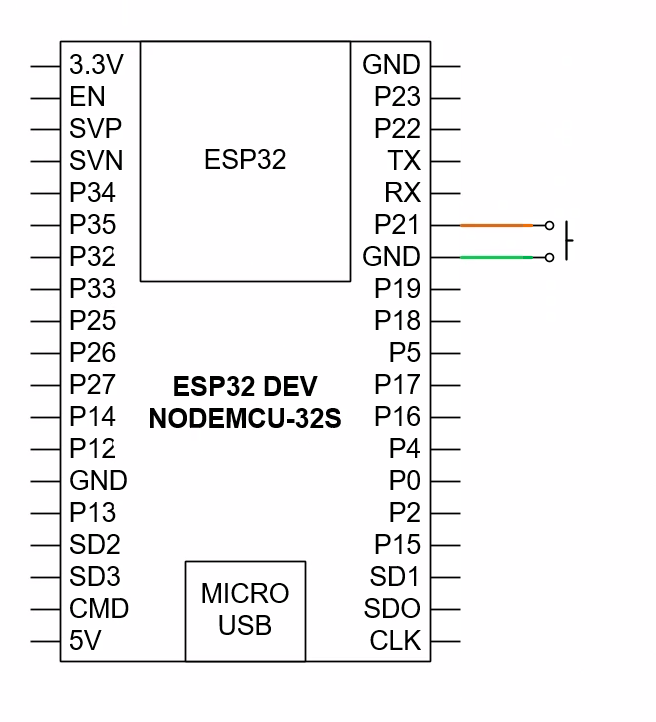 3.3V
EN
SVP
SVN
P34
P35
P32
P33
P25
P26
P27
P14
P12
GND
P13
SD2
SD3
CMD
5V
ESP32
ESP32 DEV
NODEMCU-32S
MICRO
USB
GND
P23
P22
TX
RX
P21
GND
P19
P18
P5
P17
P16
P4
P0
P2
P15
SD1
SDO
CLK